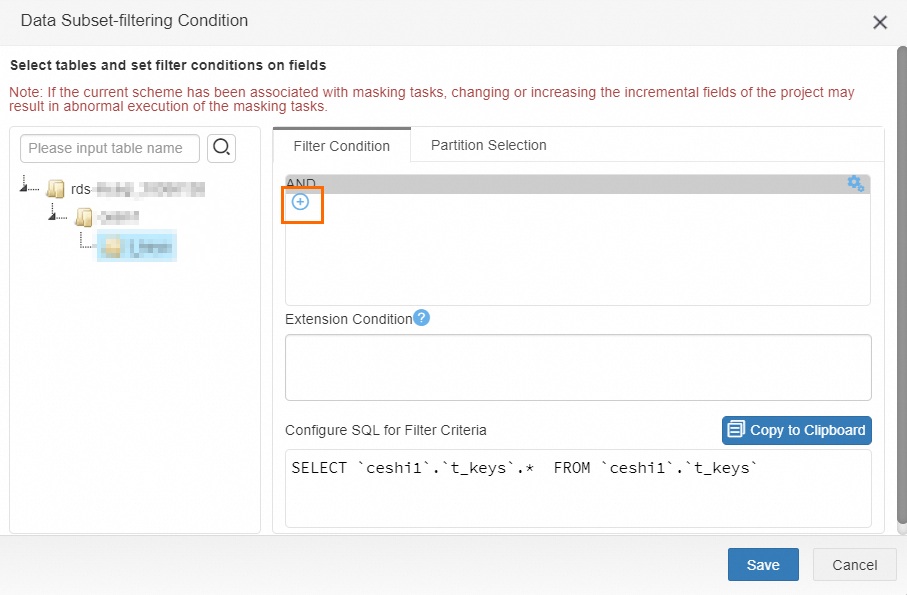 Data Subset-filtering Condition
Select tables and set filter conditions on fields
Note: If the current scheme has been associated with masking tasks, changing or increasing the incremental fields of the project may
result in abnormal execution of the masking tasks.
Please input table name
Filter Condition
Partition Selection
rds
AND
Extension Condition
Configure SQL for Filter Criteria
Copy to Clipboard
SELECT `ceshi1`.`t_keys`.* FROM `ceshi1`.`t_keys`
Save
Cancel